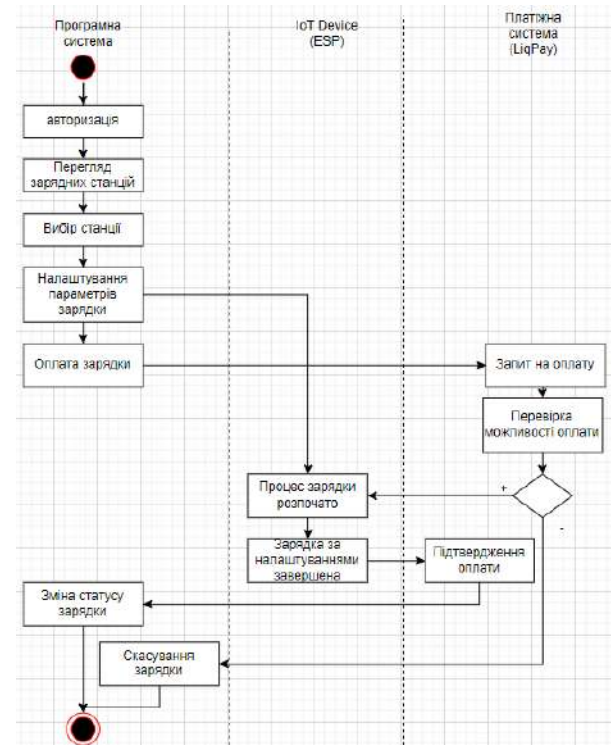 Програмна
система
IoT Device
(ESP)
Платіжна
система
(LiqPay)
авторизація
Перегляд
зарядних станцій
Вибір станції
Налаштування
параметрів
зарядки
Оплата зарядки
Запит на оплату
Перевірка
можливості оплати
+
-
Процес зарядки
розпочато
Зарядка за
налаштуваннями
завершена
Підтвердження
оплати
Зміна статусу
зарядки
Скасування
зарядки